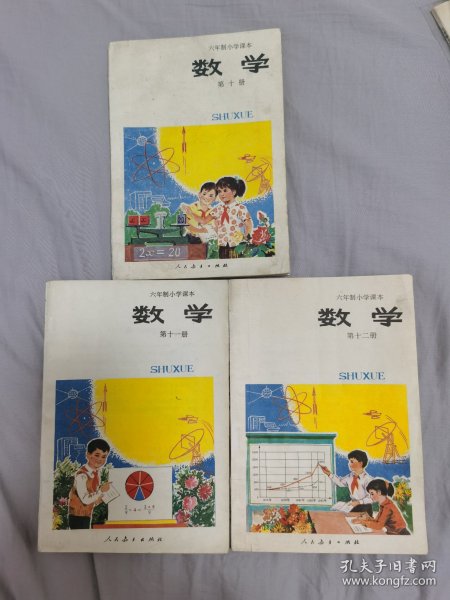 六年制小学课本
数学
第十册
SHUXUE
2x=20
人民教育出版社
六年制小学课本
数学
第十一册
SHUXUE
人民教育出版社
六年制小学课本
数学
第十二册
SHUXUE
人民教育出版社
孔夫子旧书网
www.kongfz.com